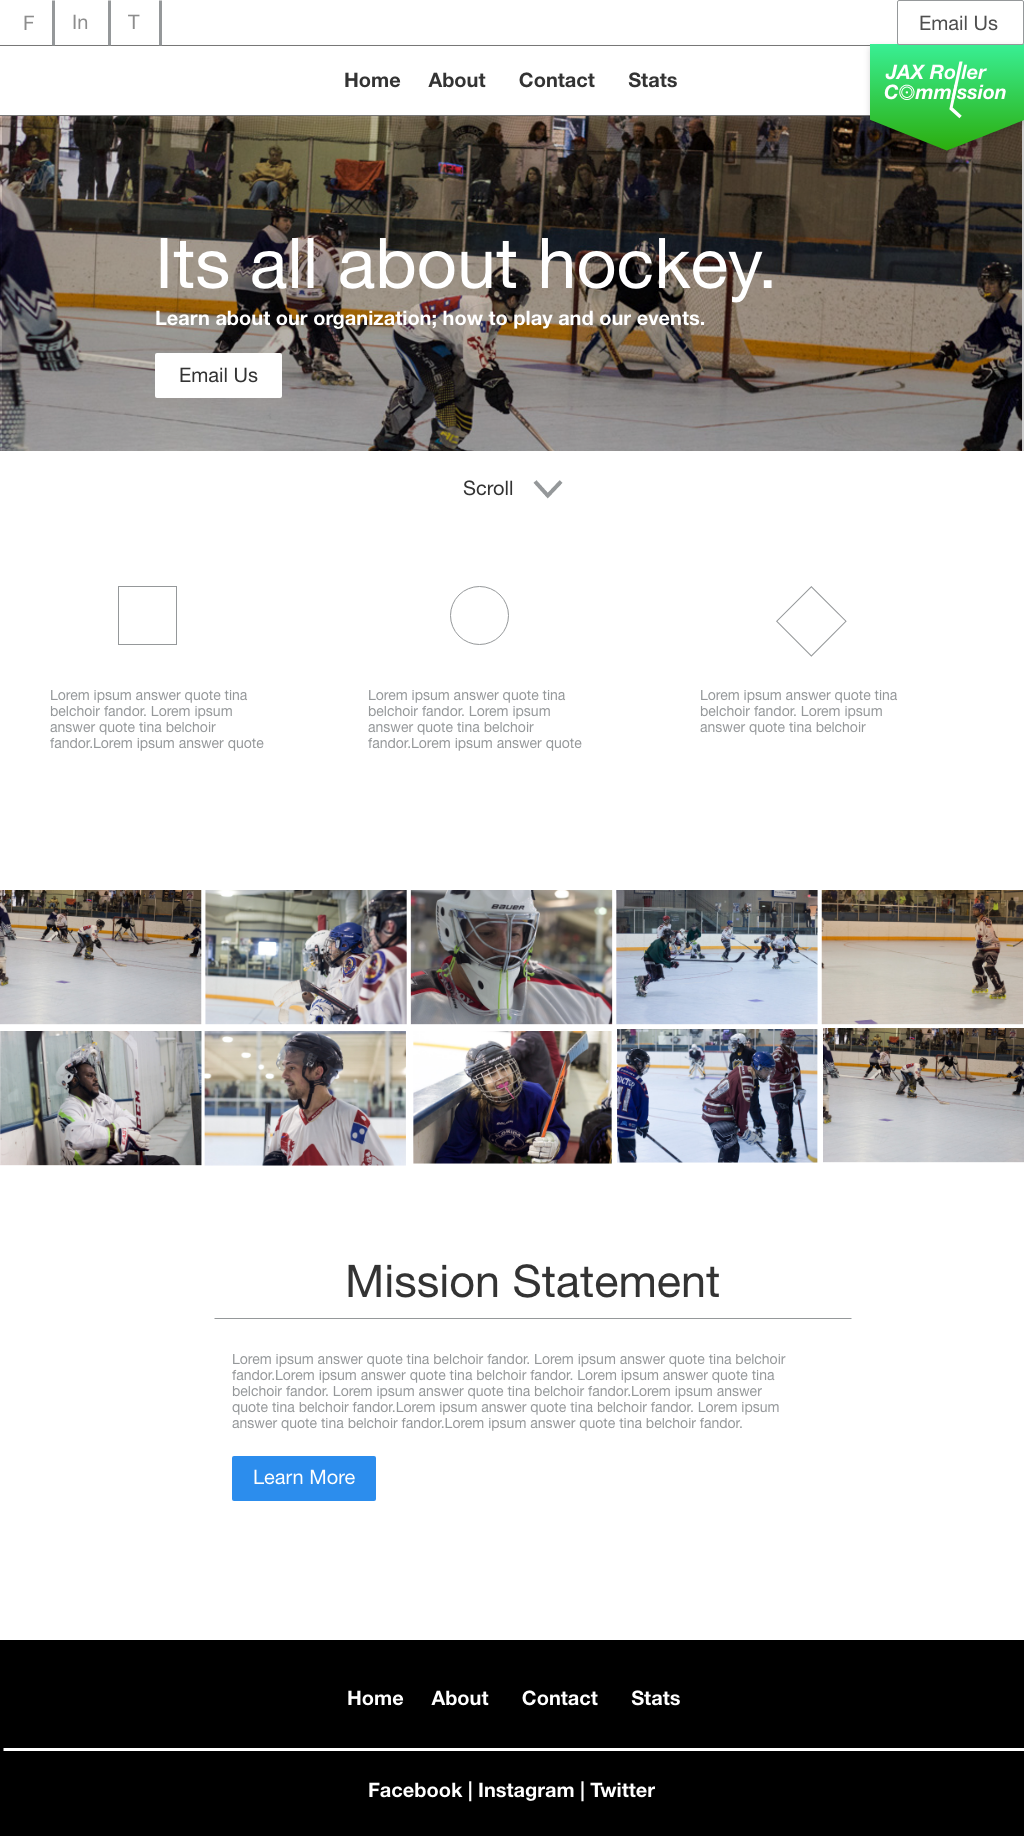 F In T Email Us
Home About Contact Stats
JAX Roller
Commission
Its all about hockey.
Learn about our organization; how to play and our events.
Email Us
Scroll
Lorem ipsum answer quote tina
belchoir fandor. Lorem ipsum
answer quote tina belchoir
fandor.Lorem ipsum answer quote
Lorem ipsum answer quote tina
belchoir fandor. Lorem ipsum
answer quote tina belchoir
fandor.Lorem ipsum answer quote
Lorem ipsum answer quote tina
belchoir fandor. Lorem ipsum
answer quote tina belchoir
BAUER
Mission Statement
Lorem ipsum answer quote tina belchoir fandor. Lorem ipsum answer quote tina belchoir
fandor.Lorem ipsum answer quote tina belchoir fandor. Lorem ipsum answer quote tina
belchoir fandor. Lorem ipsum answer quote tina belchoir fandor.Lorem ipsum answer
quote tina belchoir fandor.Lorem ipsum answer quote tina belchoir fandor. Lorem ipsum
answer quote tina belchoir fandor.Lorem ipsum answer quote tina belchoir fandor.
Learn More
Home About Contact Stats
Facebook | Instagram | Twitter